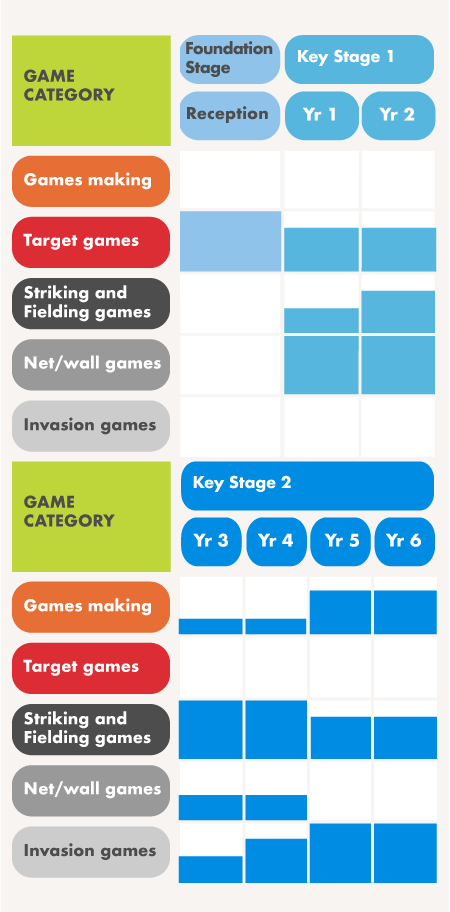 GAME
CATEGORY
Foundation
Stage
Key Stage 1
Reception
Yr 1
Yr 2
Games making
Target games
Striking and
Fielding games
Net/wall games
Invasion games
GAME
CATEGORY
Key Stage 2
Yr 3
Yr 4
Yr 5
Yr 6
Games making
Target games
Striking and
Fielding games
Net/wall games
Invasion games